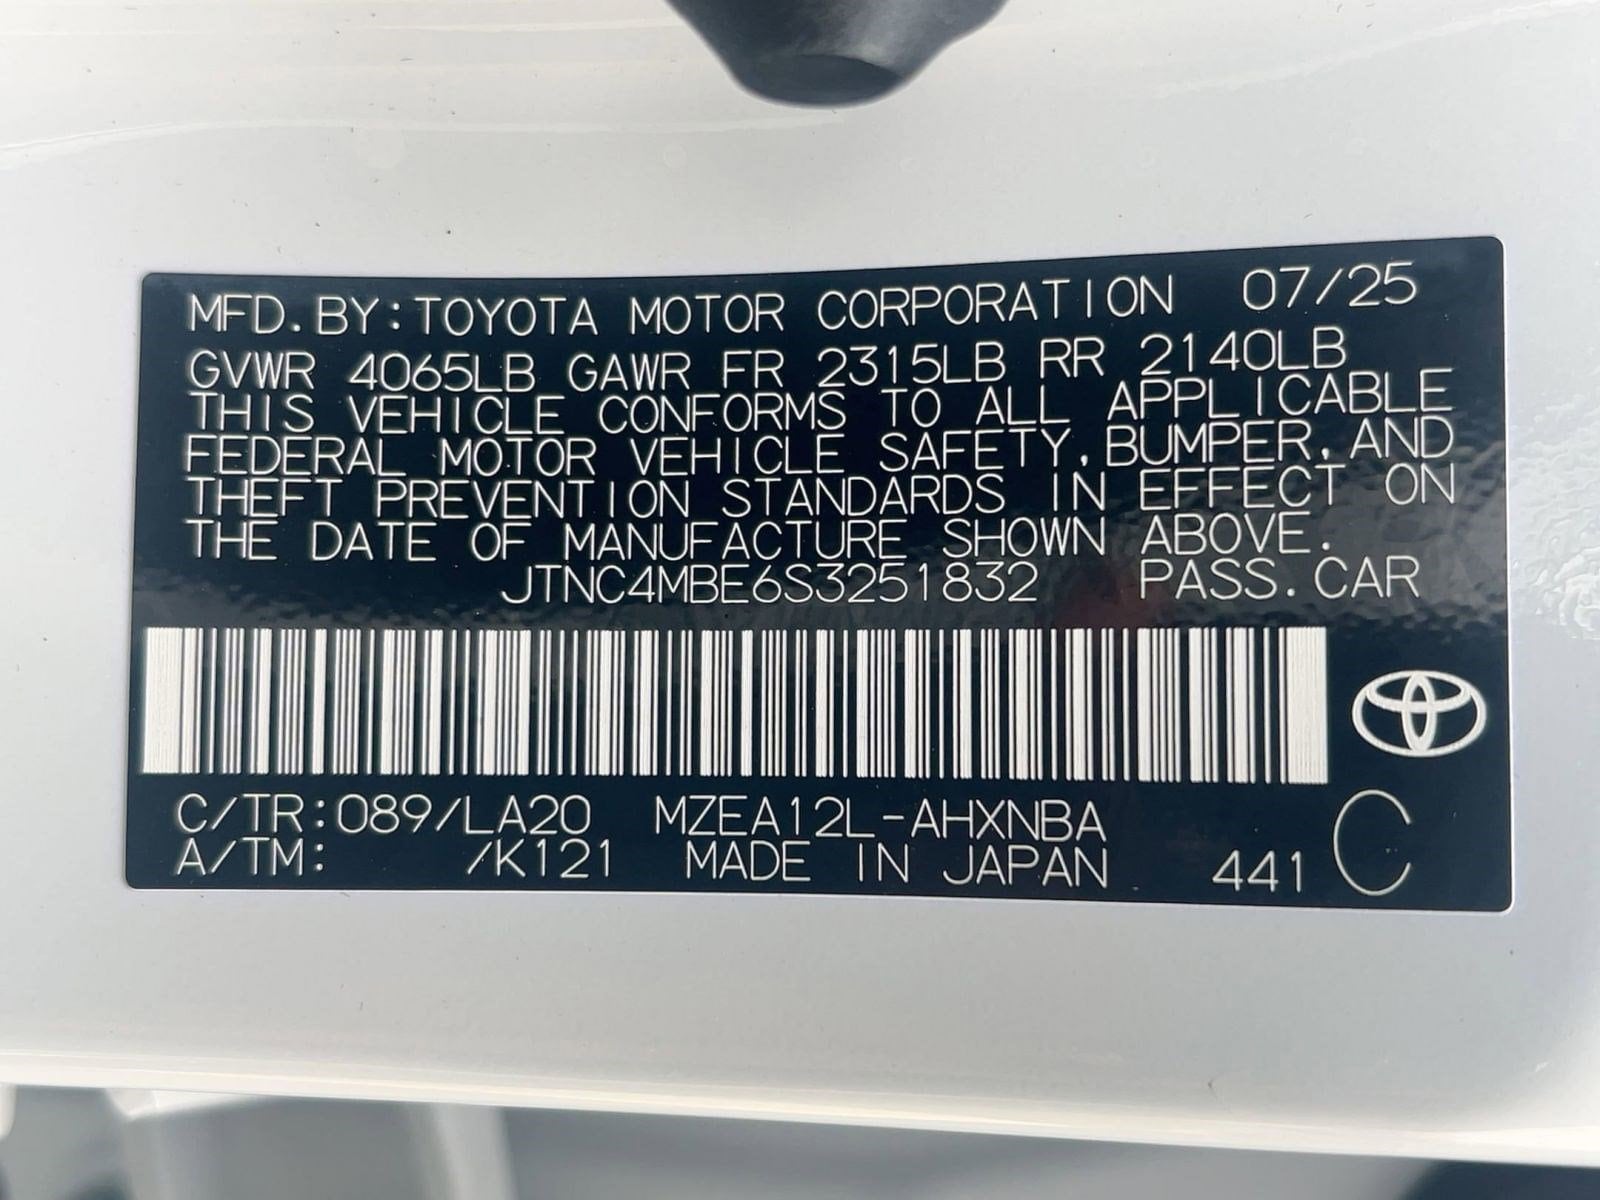 MFD.BY:TOYOTA MOTOR CORPORATION 07/25
GVWR 4065LB GAWR FR 2315LB RR 2140LB
THIS VEHICLE CONFORMS TO ALL APPLICABLE
FEDERAL MOTOR VEHICLE SAFETY, BUMPER, AND
THEFT PREVENTION STANDARDS IN EFFECT ON
THE DATE OF MANUFACTURE SHOWN ABOVE.
JTNC4MBE6S3251832 PASS.CAR
C/TR:089/LA20 MZEA12L-AHXNBA
A/TM: /K121 MADE IN JAPAN 441 C